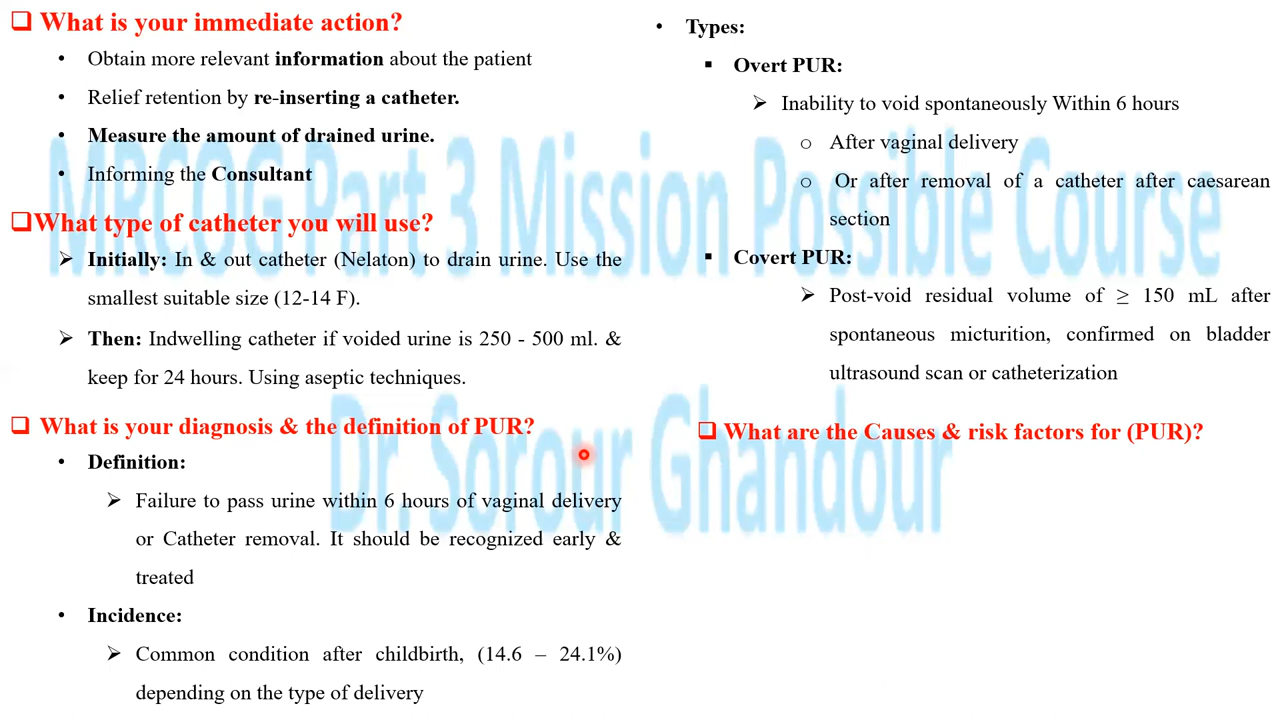 ❑ What is your immediate action?
• Obtain more relevant information about the patient
• Relief retention by re-inserting a catheter.
• Measure the amount of drained urine.
• Informing the Consultant
❑What type of catheter you will use?
➢ Initially: In & out catheter (Nelaton) to drain urine. Use the
smallest suitable size (12-14 F).
➢ Then: Indwelling catheter if voided urine is 250 - 500 ml. &
keep for 24 hours. Using aseptic techniques.
❑ What is your diagnosis & the definition of PUR?
• Definition:
➢ Failure to pass urine within 6 hours of vaginal delivery
or Catheter removal. It should be recognized early &
treated
• Incidence:
➢ Common condition after childbirth, (14.6 – 24.1%)
depending on the type of delivery
• Types:
▪ Overt PUR:
➢ Inability to void spontaneously Within 6 hours
o After vaginal delivery
o Or after removal of a catheter after caesarean
section
▪ Covert PUR:
➢ Post-void residual volume of ≥ 150 mL after
spontaneous micturition, confirmed on bladder
ultrasound scan or catheterization
❑ What are the Causes & risk factors for (PUR)?
MRCOG Part 3 Mission Possible Course
Dr. Sorour Ghandour